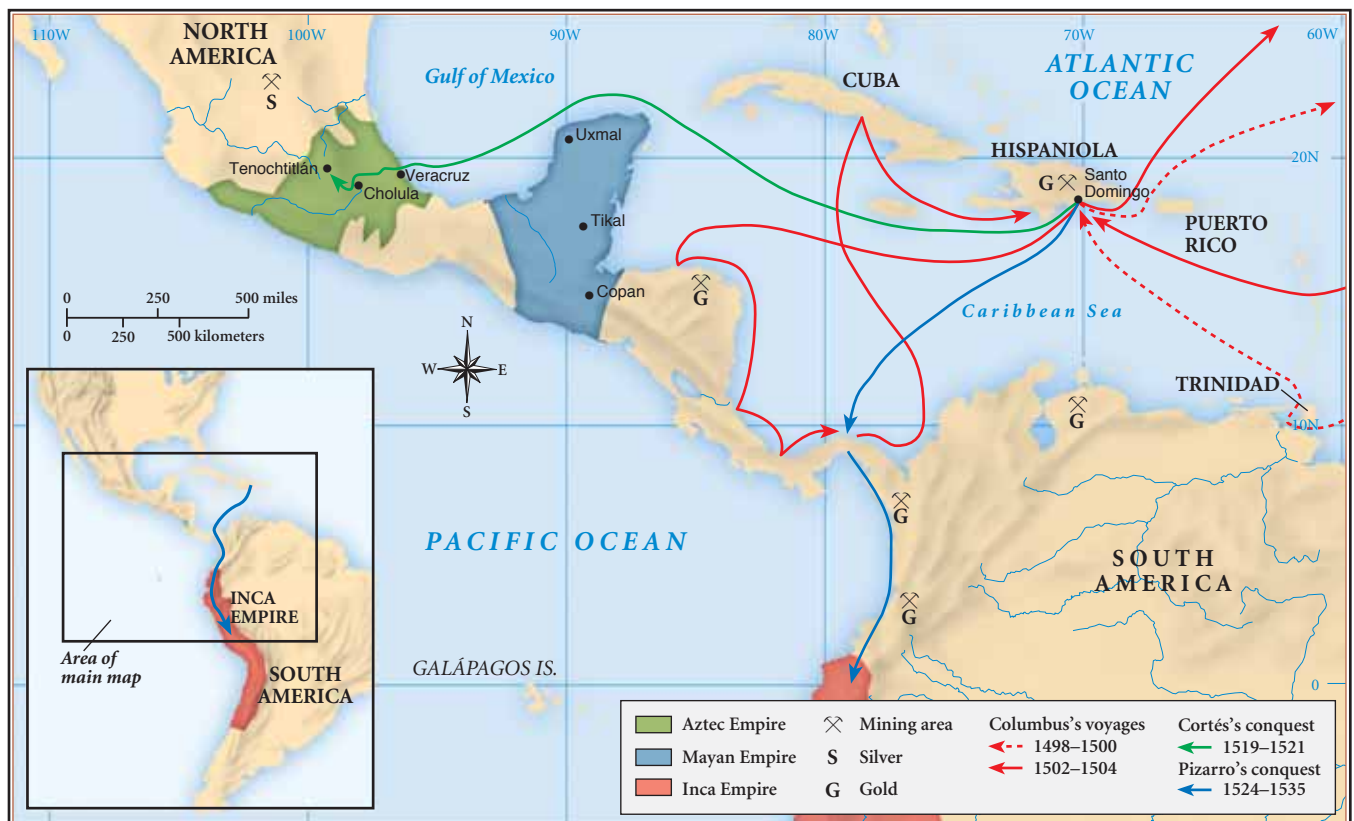 110W
100W
90W
80W
70W
60W
NORTH
AMERICA
S
Gulf of Mexico
CUBA
ATLANTIC
OCEAN
Uxmal
HISPANIOLA
20N
Tenochtitlán
Veracruz
Cholula
G
Santo
Domingo
Tikal
PUERTO
RICO
Copan
G
Caribbean Sea
0 250 500 miles
0 250 500 kilometers
N
W E
S
TRINIDAD
G
10N
G
PACIFIC OCEAN
SOUTH
AMERICA
G
INCA
EMPIRE
Area of
main map
SOUTH
AMERICA
GALÁPAGOS IS.
0
Aztec Empire
Mayan Empire
Inca Empire
Mining area
S Silver
G Gold
Columbus's voyages
1498–1500
1502–1504
Cortés's conquest
1519–1521
Pizarro's conquest
1524–1535